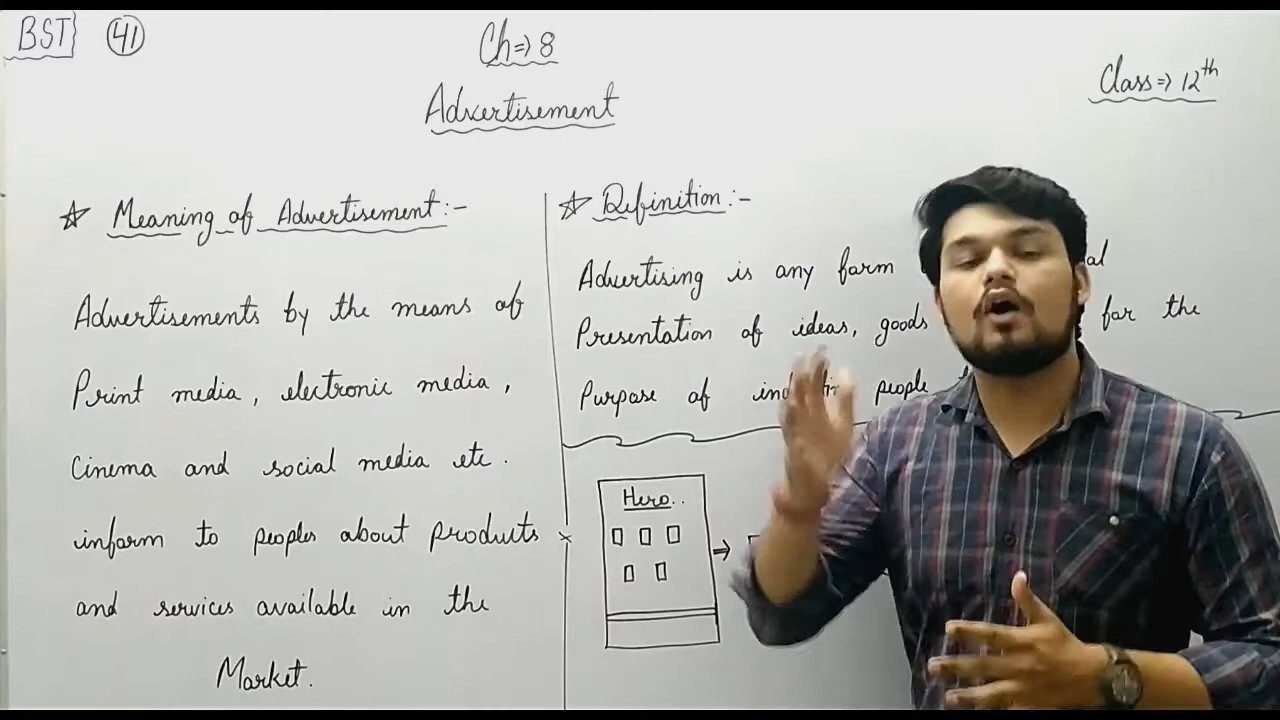 BST 41
Ch⇒8
Advertisement
Class⇒12th
☆ Meaning of Advertisement:-
Advertisements by the means of
Print media, electronic media,
Cinema and social media etc.
inform to peoples about products
and services available in the
Market.
☆ Definition:-
Advertising is any form
Presentation of ideas, goods for the
Purpose of people
Hero..